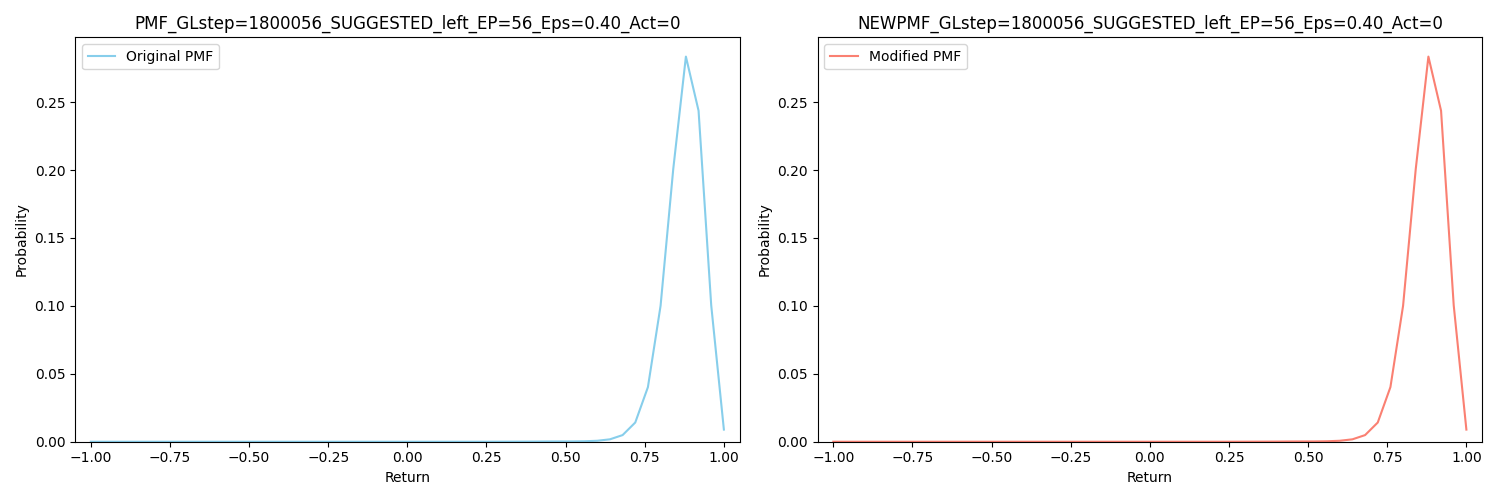 PMF_GLstep=1800056_SUGGESTED_left_EP=56_Eps=0.40_Act=0
Original PMF
Probability
0.25
0.20
0.15
0.10
0.05
0.00
−1.00 −0.75 −0.50 −0.25 0.00 0.25 0.50 0.75 1.00
Return
NEWPMF_GLstep=1800056_SUGGESTED_left_EP=56_Eps=0.40_Act=0
Modified PMF
Probability
0.25
0.20
0.15
0.10
0.05
0.00
−1.00 −0.75 −0.50 −0.25 0.00 0.25 0.50 0.75 1.00
Return